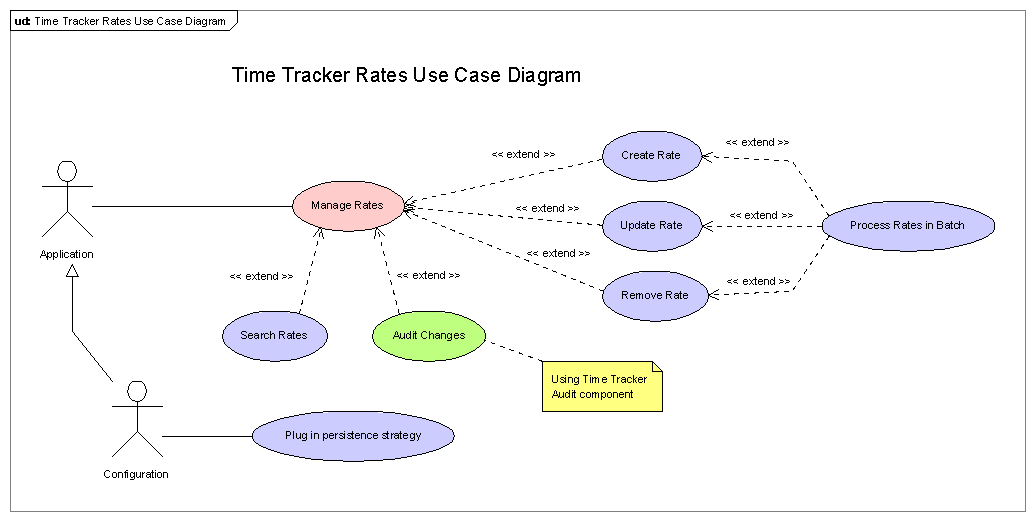 ud: Time Tracker Rates Use Case Diagram
Time Tracker Rates Use Case Diagram
<< extend >>
Create Rate
<< extend >>
Manage Rates
<< extend >>
Update Rate
<< extend >>
Process Rates in Batch
Application
<< extend >>
Remove Rate
<< extend >>
<< extend >>
<< extend >>
Search Rates
Audit Changes
Using Time Tracker
Audit component
Plug in persistence strategy
Configuration